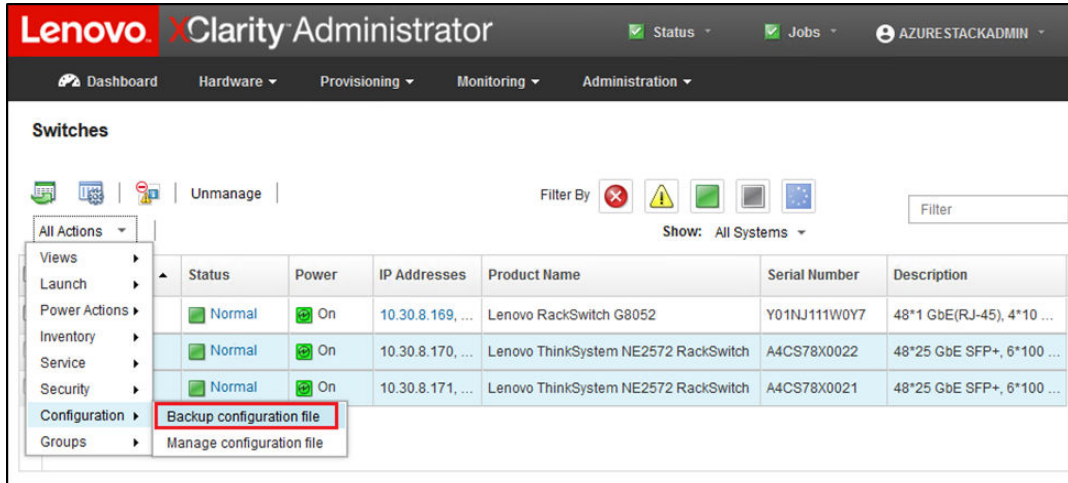 Lenovo. XClarity Administrator
Status
Jobs
AZURESTACKADMIN
Dashboard
Hardware
Provisioning
Monitoring
Administration
Switches
Unmanage
Filter By
Filter
All Actions
Show: All Systems
Views
Launch
Power Actions
Inventory
Service
Security
Configuration
Groups
Backup configuration file
Manage configuration file
Status Power IP Addresses Product Name Serial Number Description
Normal On 10.30.8.169, ... Lenovo RackSwitch G8052 Y01NJ111W0Y7 48*1 GbE(RJ-45), 4*10 ...
Normal On 10.30.8.170, ... Lenovo ThinkSystem NE2572 RackSwitch A4CS78X0022 48*25 GbE SFP+, 6*100 ...
Normal On 10.30.8.171, ... Lenovo ThinkSystem NE2572 RackSwitch A4CS78X0021 48*25 GbE SFP+, 6*100 ...